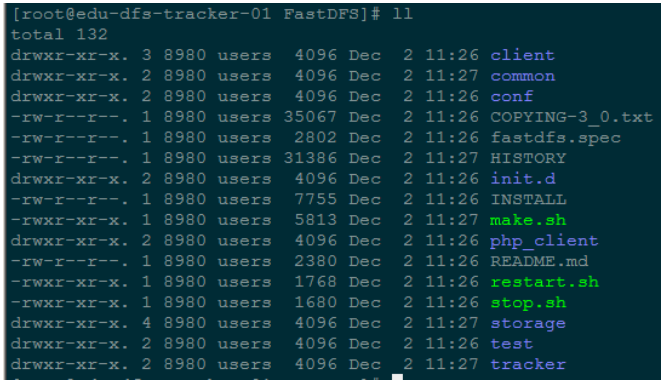 [root@edu-dfs-tracker-01 FastDFS]# ll
total 132
drwxr-xr-x. 3 8980 users  4096 Dec  2 11:26 client
drwxr-xr-x. 2 8980 users  4096 Dec  2 11:27 common
drwxr-xr-x. 2 8980 users  4096 Dec  2 11:26 conf
-rw-r--r--. 1 8980 users 35067 Dec  2 11:26 COPYING-3_0.txt
-rw-r--r--. 1 8980 users  2802 Dec  2 11:26 fastdfs.spec
-rw-r--r--. 1 8980 users 31386 Dec  2 11:27 HISTORY
drwxr-xr-x. 2 8980 users  4096 Dec  2 11:26 init.d
-rw-r--r--. 1 8980 users  7755 Dec  2 11:26 INSTALL
-rwxr-xr-x. 1 8980 users  5813 Dec  2 11:27 make.sh
drwxr-xr-x. 2 8980 users  4096 Dec  2 11:26 php_client
-rw-r--r--. 1 8980 users  2380 Dec  2 11:26 README.md
-rwxr-xr-x. 1 8980 users  1768 Dec  2 11:26 restart.sh
-rwxr-xr-x. 1 8980 users  1680 Dec  2 11:26 stop.sh
drwxr-xr-x. 4 8980 users  4096 Dec  2 11:27 storage
drwxr-xr-x. 2 8980 users  4096 Dec  2 11:26 test
drwxr-xr-x. 2 8980 users  4096 Dec  2 11:27 tracker